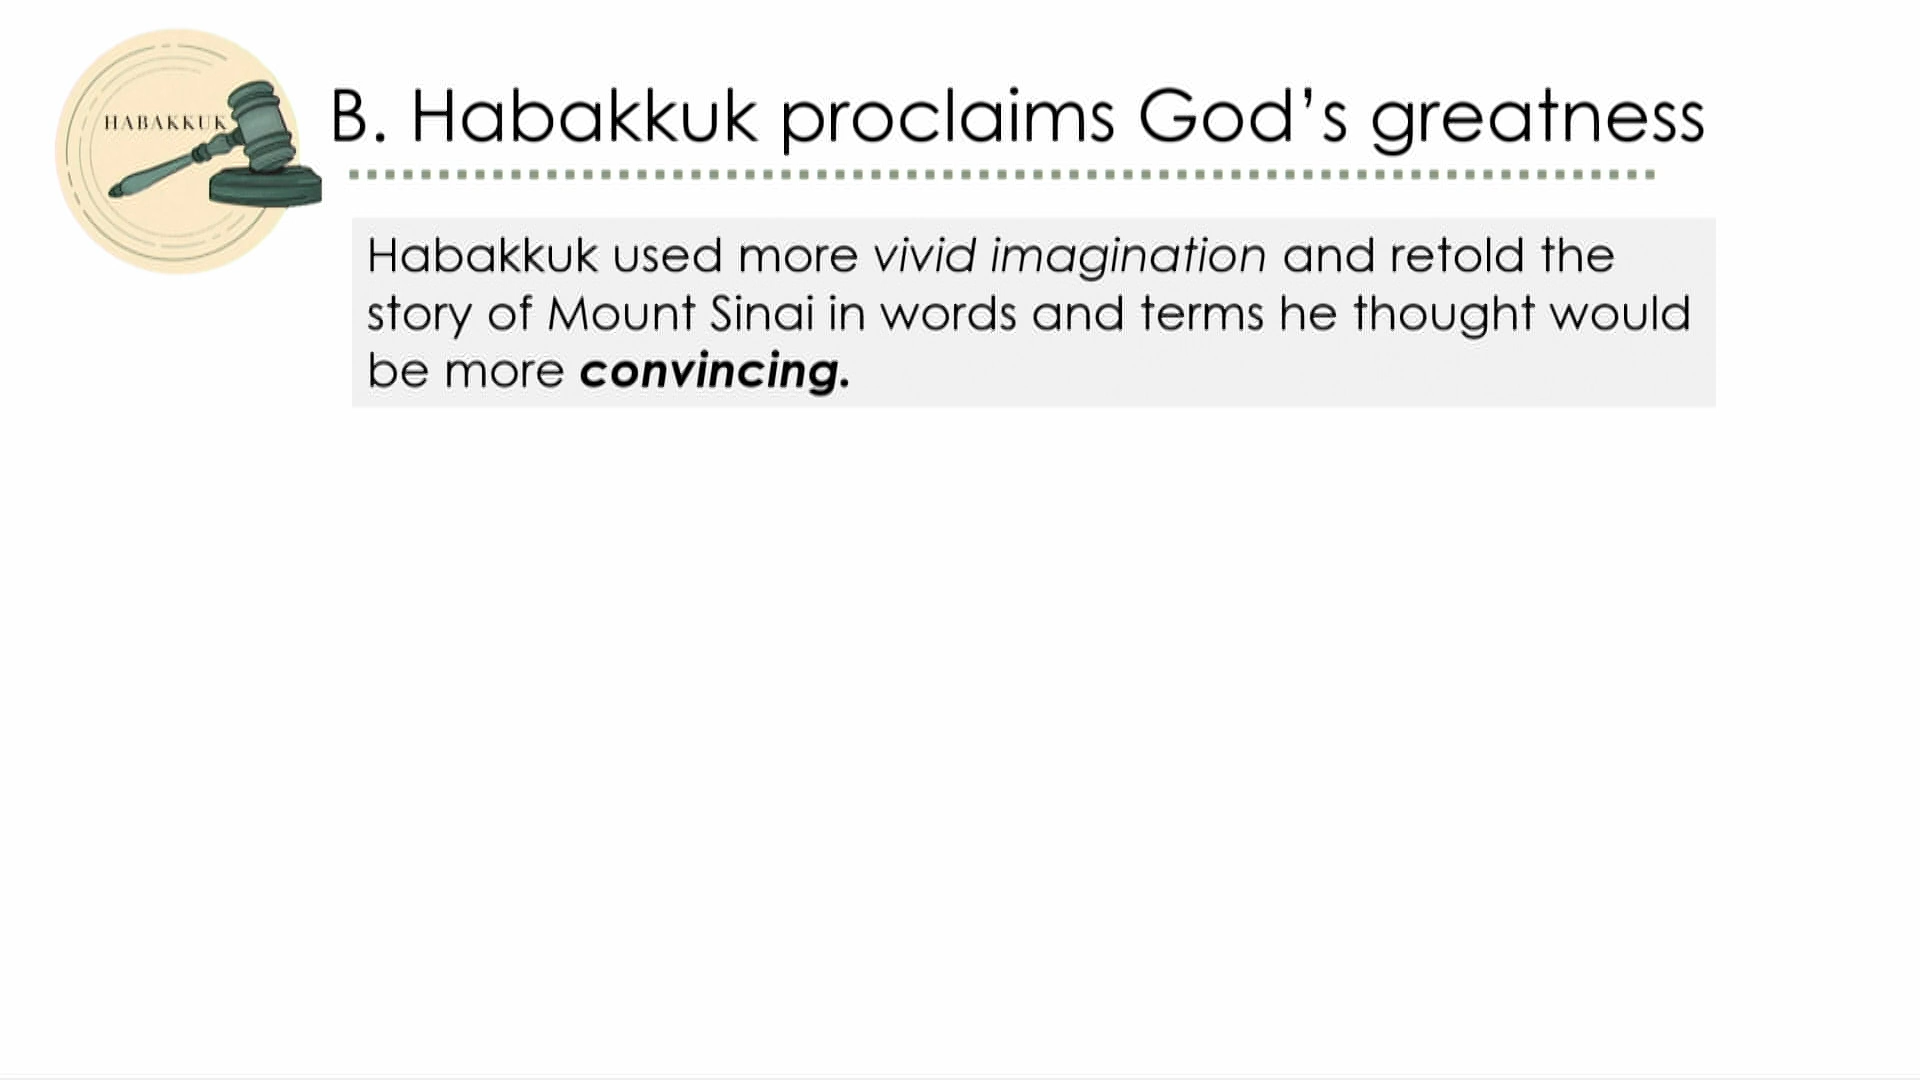 HABAKKUK
B. Habakkuk proclaims God’s greatness
Habakkuk used more vivid imagination and retold the
story of Mount Sinai in words and terms he thought would
be more convincing.